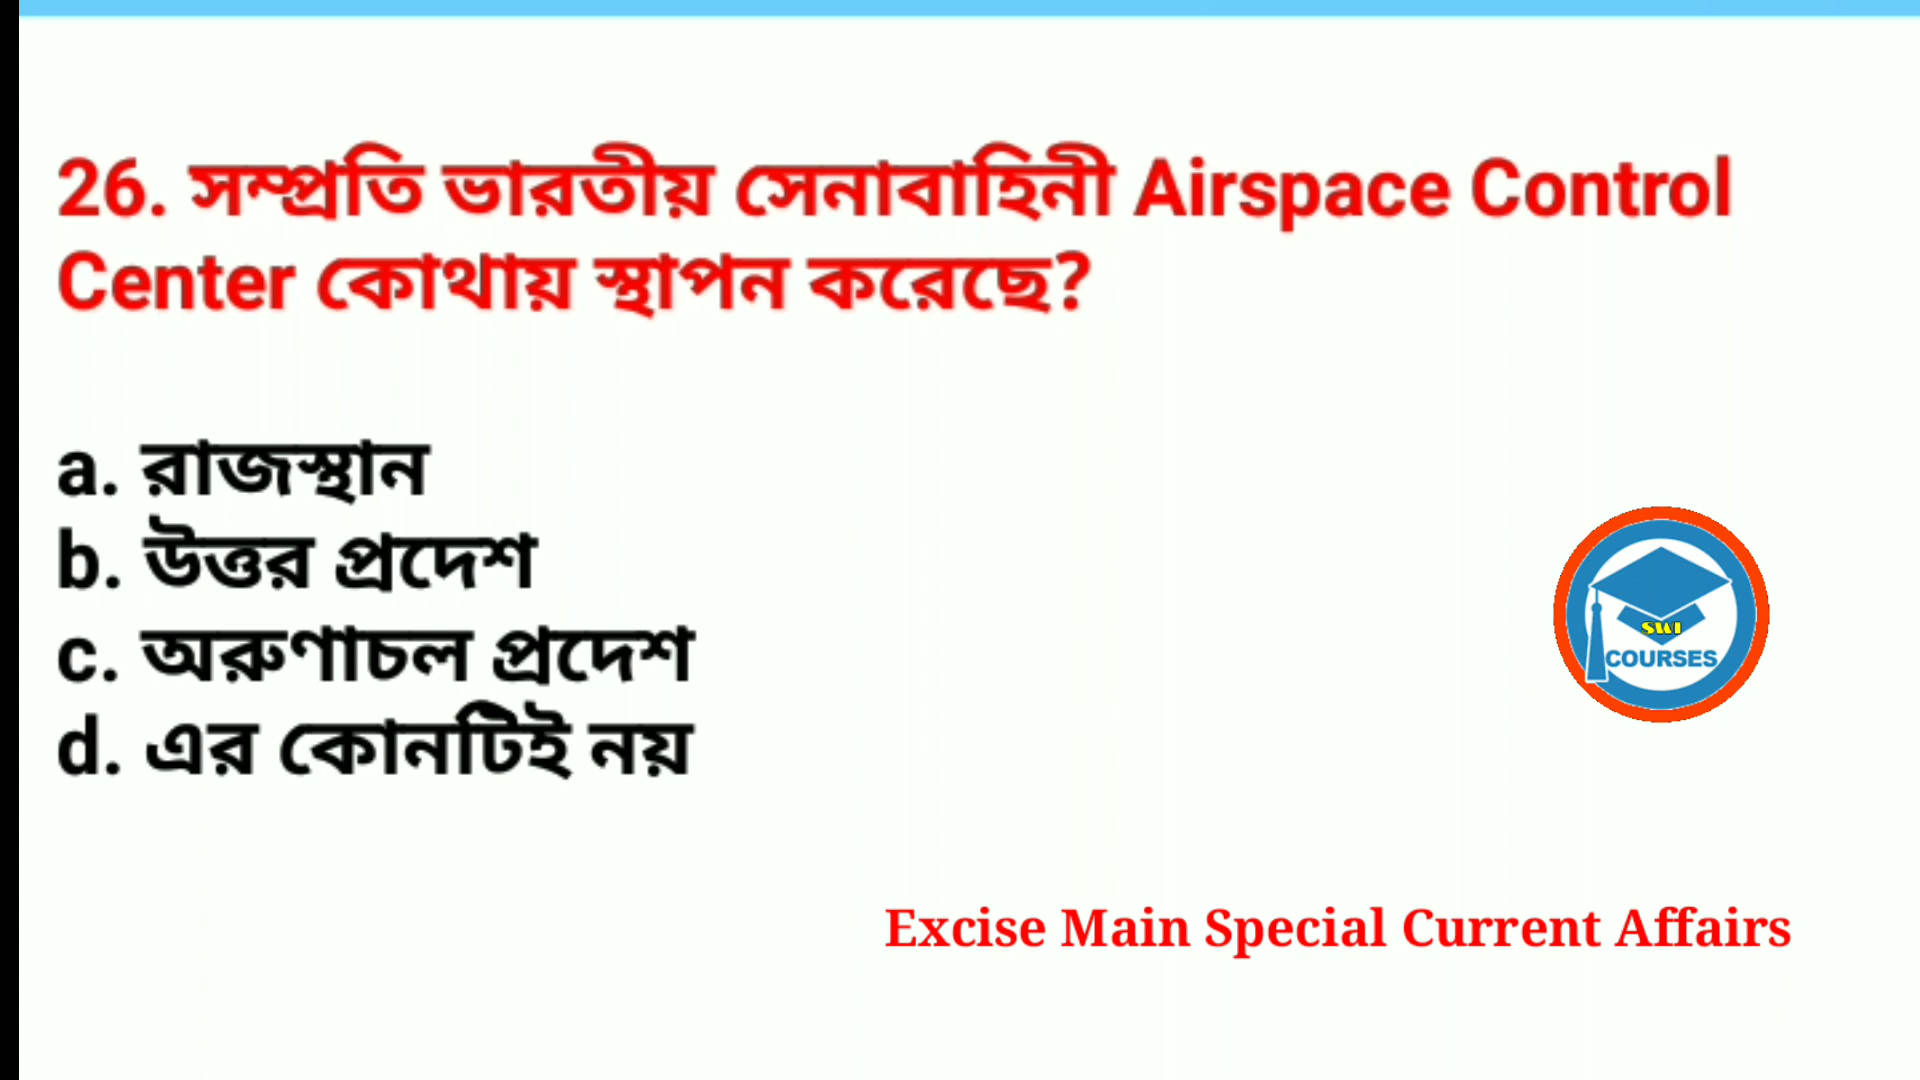 26. সম্প্রতি ভারতীয় সেনাবাহিনী Airspace Control
Center কোথায় স্থাপন করেছে?
a. রাজস্থান
b. উত্তর প্রদেশ
c. অরুণাচল প্রদেশ
d. এর কোনটিই নয়
SWI
COURSES
Excise Main Special Current Affairs